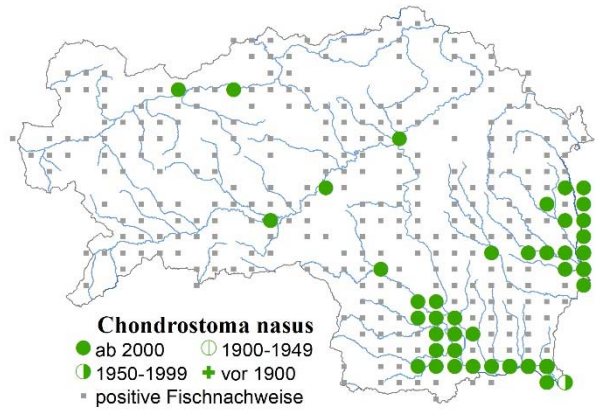 Chondrostoma nasus
ab 2000 1900-1949
1950-1999 vor 1900
positive Fischnachweise